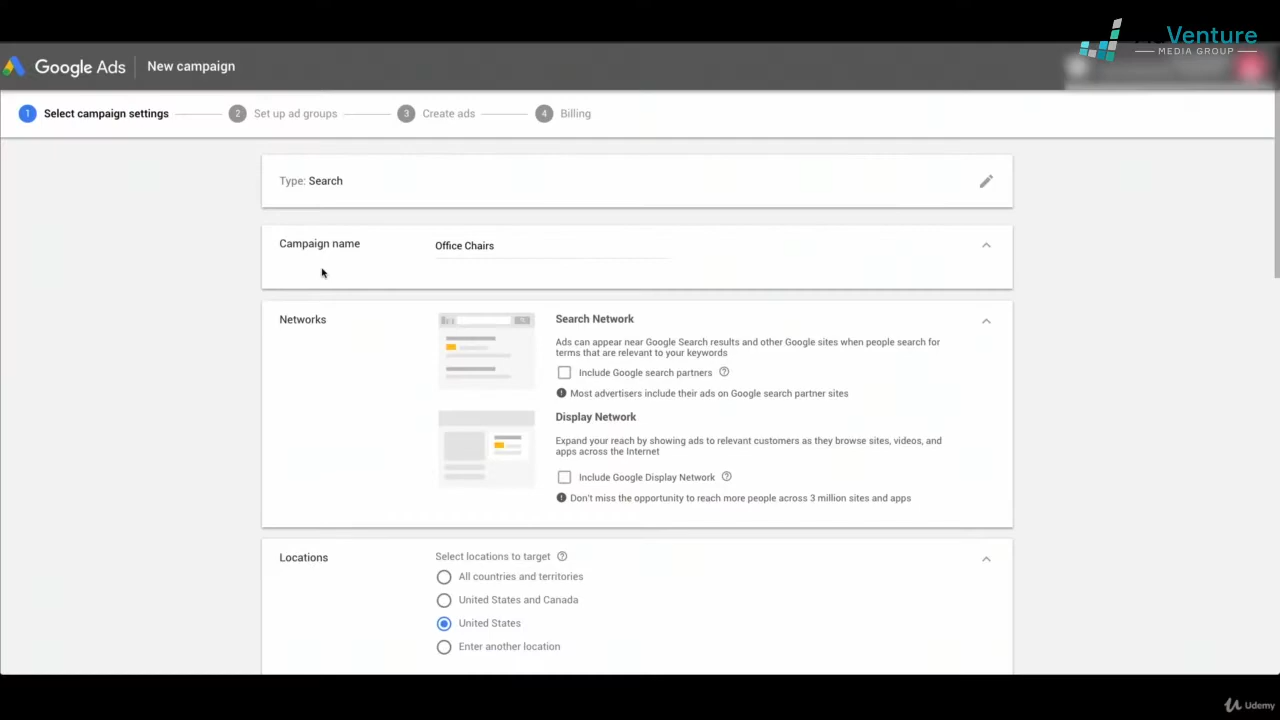 Venture
MEDIA GROUP
Google Ads
New campaign
1 Select campaign settings
2 Set up ad groups
3 Create ads
4 Billing
Type: Search
Campaign name
Office Chairs
Networks
Search Network
Ads can appear near Google Search results and other Google sites when people search for
terms that are relevant to your keywords
Include Google search partners
Most advertisers include their ads on Google search partner sites
Display Network
Expand your reach by showing ads to relevant customers as they browse sites, videos, and
apps across the Internet
Include Google Display Network
Don't miss the opportunity to reach more people across 3 million sites and apps
Locations
Select locations to target
All countries and territories
United States and Canada
United States
Enter another location
Udemy